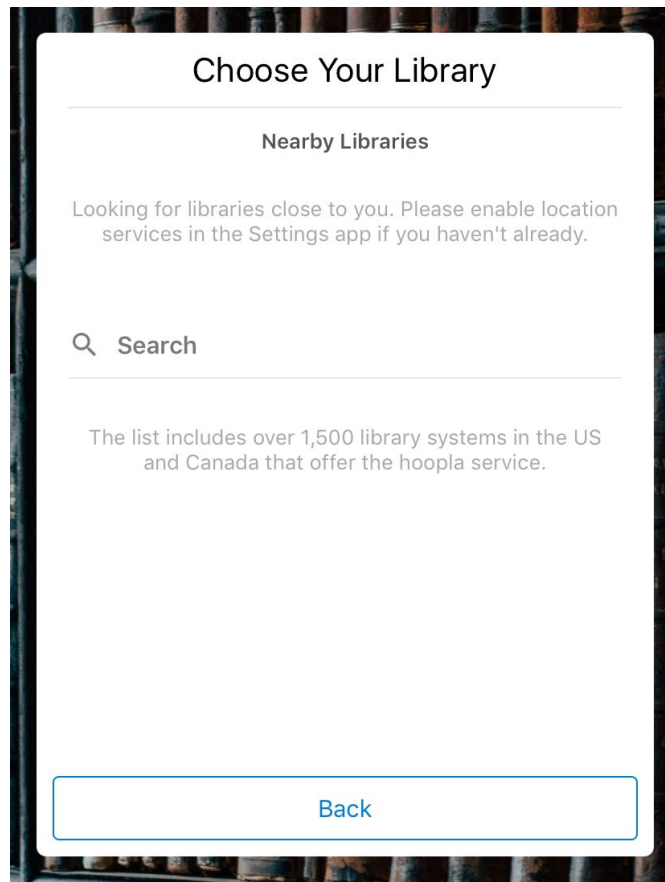 Choose Your Library
Nearby Libraries
Looking for libraries close to you. Please enable location
services in the Settings app if you haven't already.
Search
The list includes over 1,500 library systems in the US
and Canada that offer the hoopla service.
Back